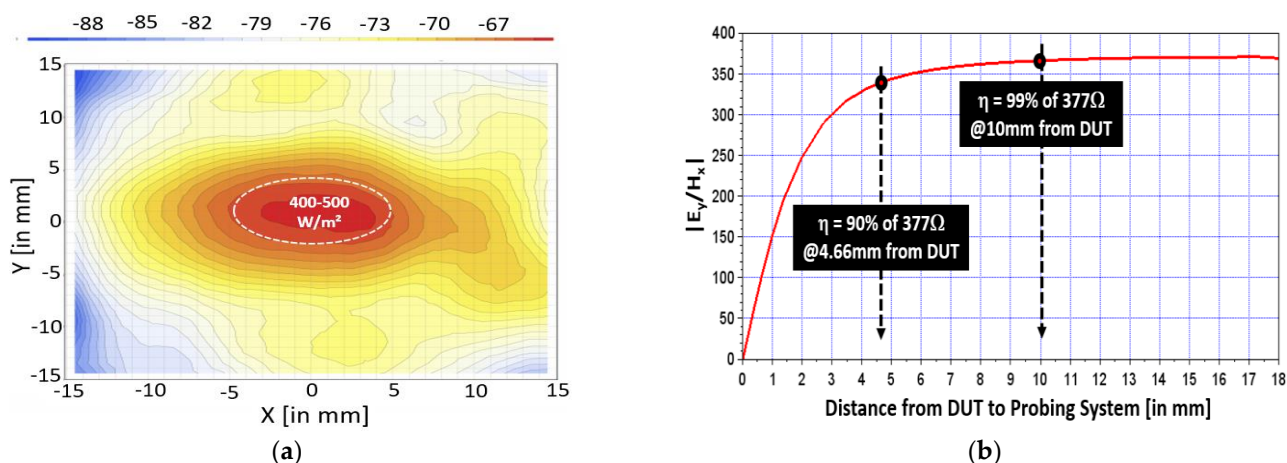 -88 -85 -82 -79 -76 -73 -70 -67
15
10
5
0
-5
-10
-15
Y [in mm]
400-500
W/m²
-15 -10 -5 0 5 10 15
X [in mm]
(a)
400
350
300
250
200
150
100
50
0
|Ey/Hx|
η = 99% of 377Ω
@10mm from DUT
η = 90% of 377Ω
@4.66mm from DUT
0 1 2 3 4 5 6 7 8 9 10 11 12 13 14 15 16 17 18
Distance from DUT to Probing System [in mm]
(b)